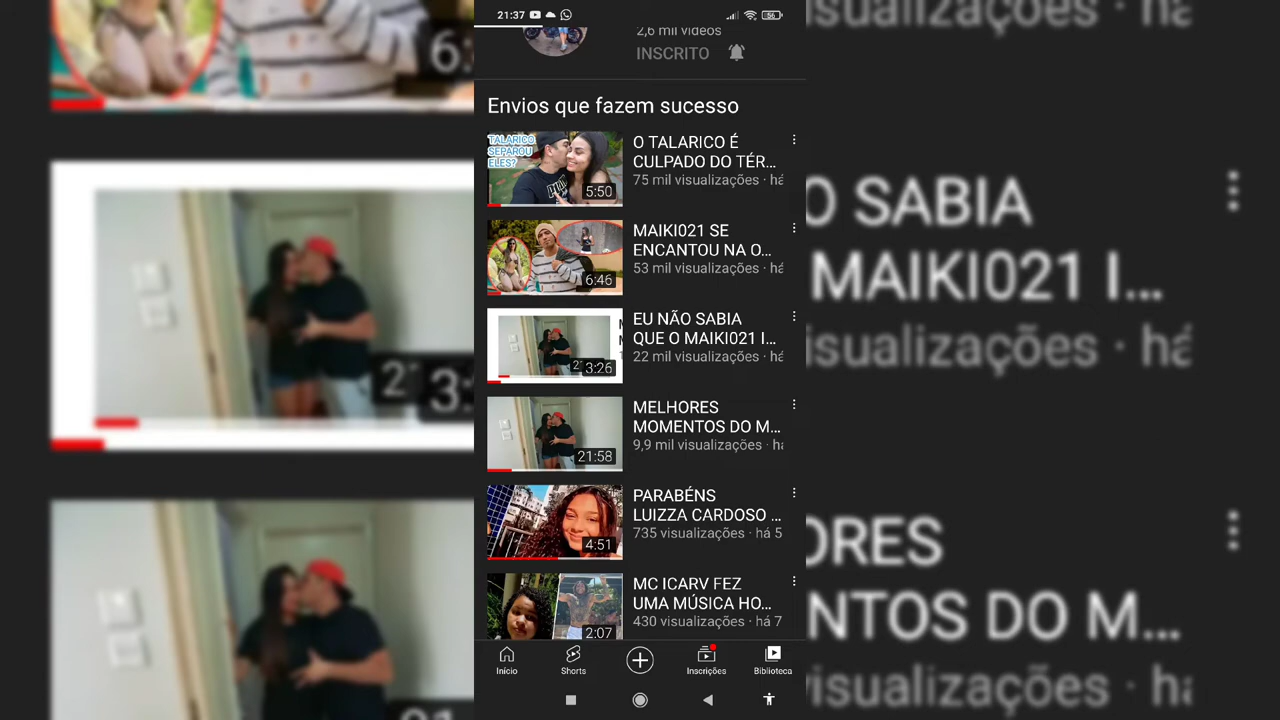 21:37
56
2,6 mil vídeos
INSCRITO
Envios que fazem sucesso
TALARICO
SEPAROU
ELES?
5:50
O TALARICO É
CULPADO DO TÉR...
75 mil visualizações · há
6:46
MAIKI021 SE
ENCANTOU NA O...
53 mil visualizações · há
3:26
EU NÃO SABIA
QUE O MAIKI021 I...
22 mil visualizações · há
21:58
MELHORES
MOMENTOS DO M...
9,9 mil visualizações · há
4:51
PARABÉNS
LUIZZA CARDOSO ...
735 visualizações · há 5
2:07
MC ICARV FEZ
UMA MÚSICA HO...
430 visualizações · há 7
Início
Shorts
Inscrições
Biblioteca
isualizações · há
O SABIA
MAIKI021 I...
isualizações · há
ORES
NTOS DO M...
visualizações · há